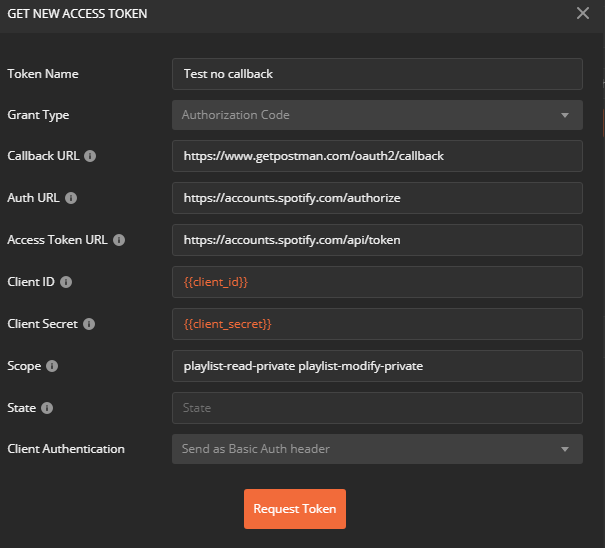 GET NEW ACCESS TOKEN
Token Name Test no callback
Grant Type Authorization Code
Callback URL https://www.getpostman.com/oauth2/callback
Auth URL https://accounts.spotify.com/authorize
Access Token URL https://accounts.spotify.com/api/token
Client ID {{client_id}}
Client Secret {{client_secret}}
Scope playlist-read-private playlist-modify-private
State State
Client Authentication Send as Basic Auth header
Request Token